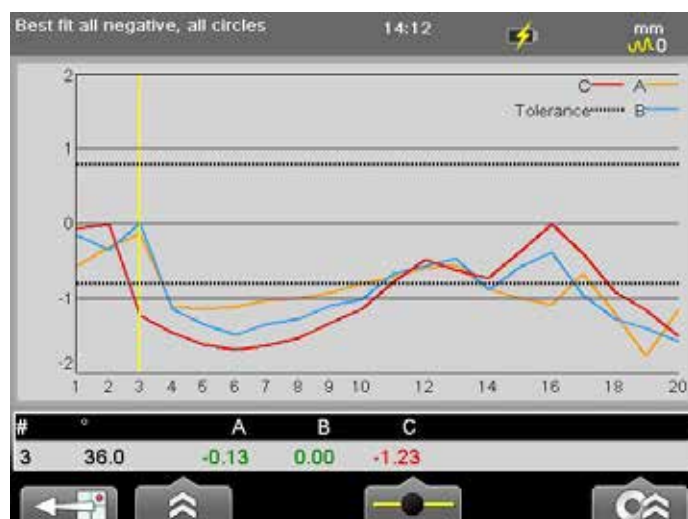 Best fit all negative, all circles 14:12 mm
0
2
C A
Tolerance B
1
0
-1
-2
1 2 3 4 5 6 7 8 9 10 12 14 16 18 20
# ° A B C
3 36.0 -0.13 0.00 -1.23